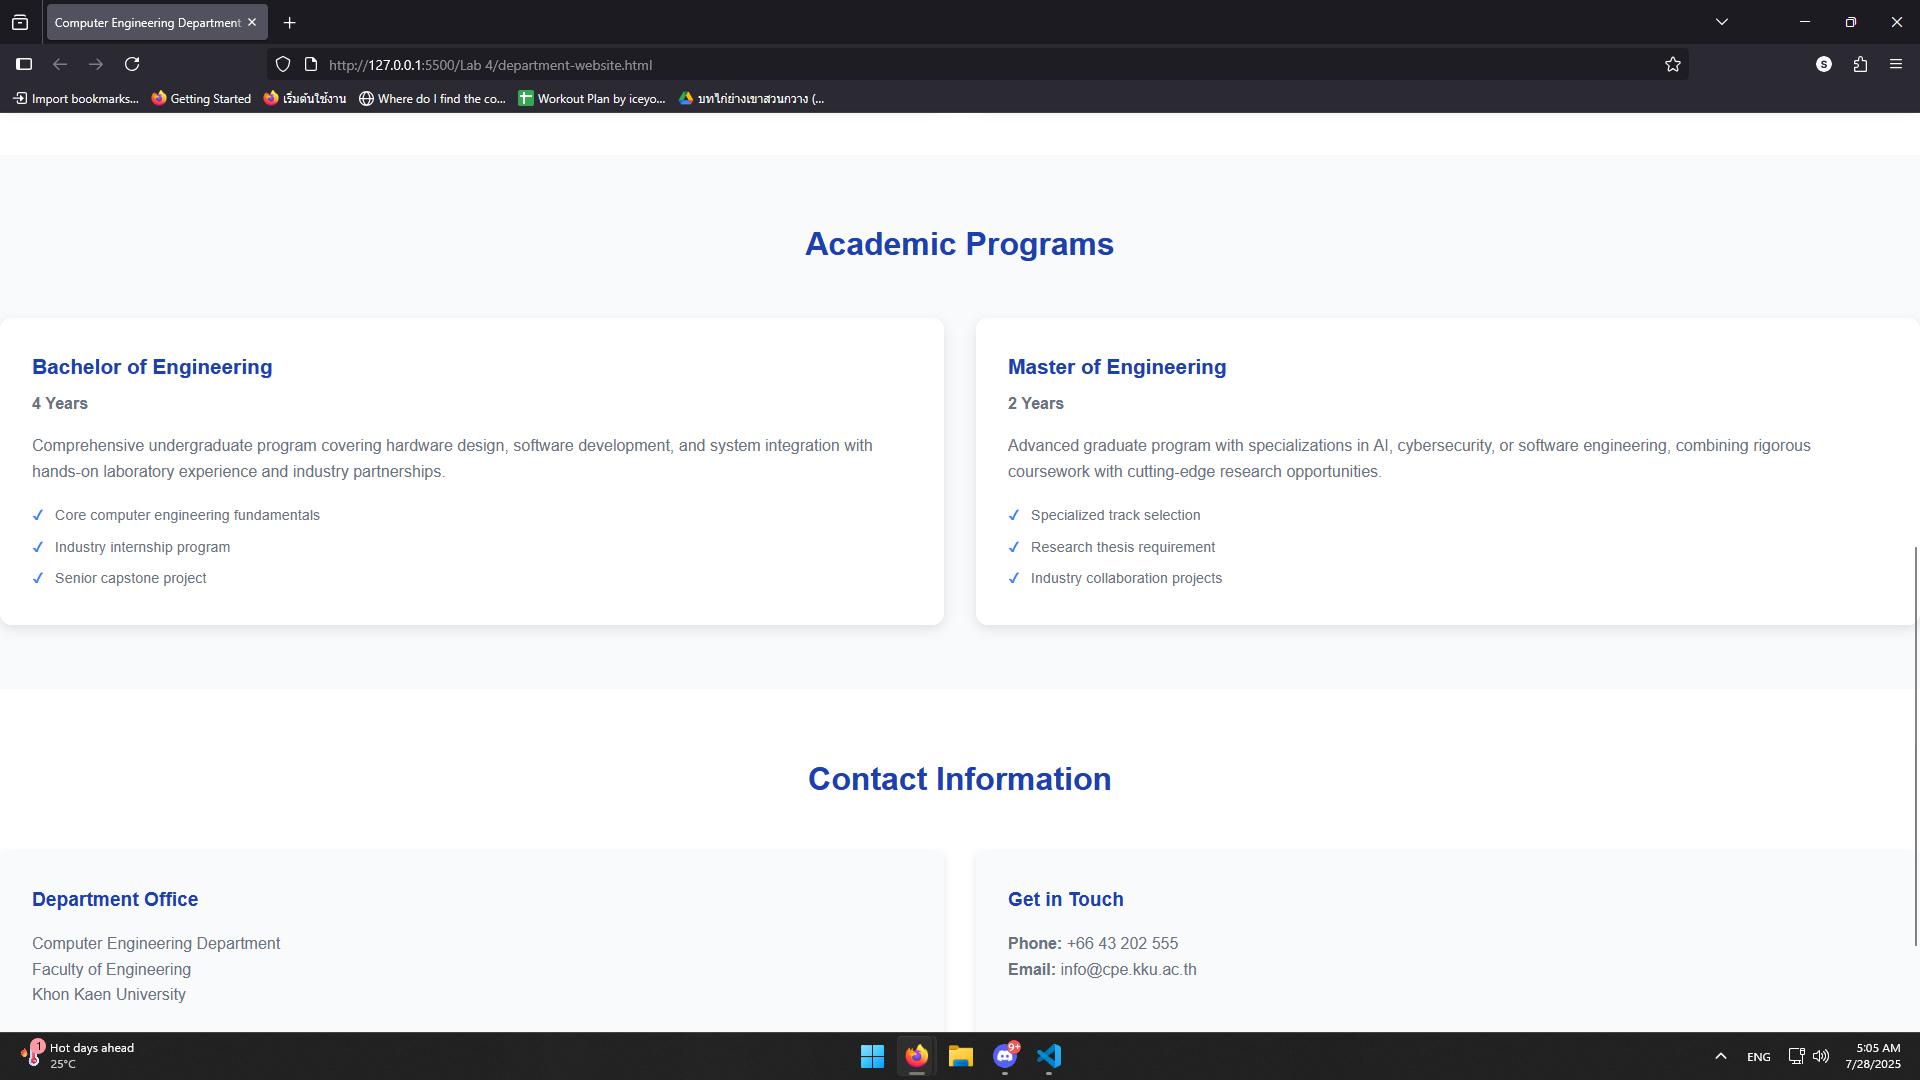 Computer Engineering Department
http://127.0.0.1:5500/Lab 4/department-website.html
S
Import bookmarks...
Getting Started
เริ่มต้นใช้งาน
Where do I find the co...
Workout Plan by iceyo...
บทไก่ย่างเขาสวนกวาง (...
Academic Programs
Bachelor of Engineering
4 Years
Comprehensive undergraduate program covering hardware design, software development, and system integration with
hands-on laboratory experience and industry partnerships.
✓ Core computer engineering fundamentals
✓ Industry internship program
✓ Senior capstone project
Master of Engineering
2 Years
Advanced graduate program with specializations in AI, cybersecurity, or software engineering, combining rigorous
coursework with cutting-edge research opportunities.
✓ Specialized track selection
✓ Research thesis requirement
✓ Industry collaboration projects
Contact Information
Department Office
Computer Engineering Department
Faculty of Engineering
Khon Kaen University
Get in Touch
Phone: +66 43 202 555
Email: info@cpe.kku.ac.th
1
Hot days ahead
25°C
9+
ENG
5:05 AM
7/28/2025